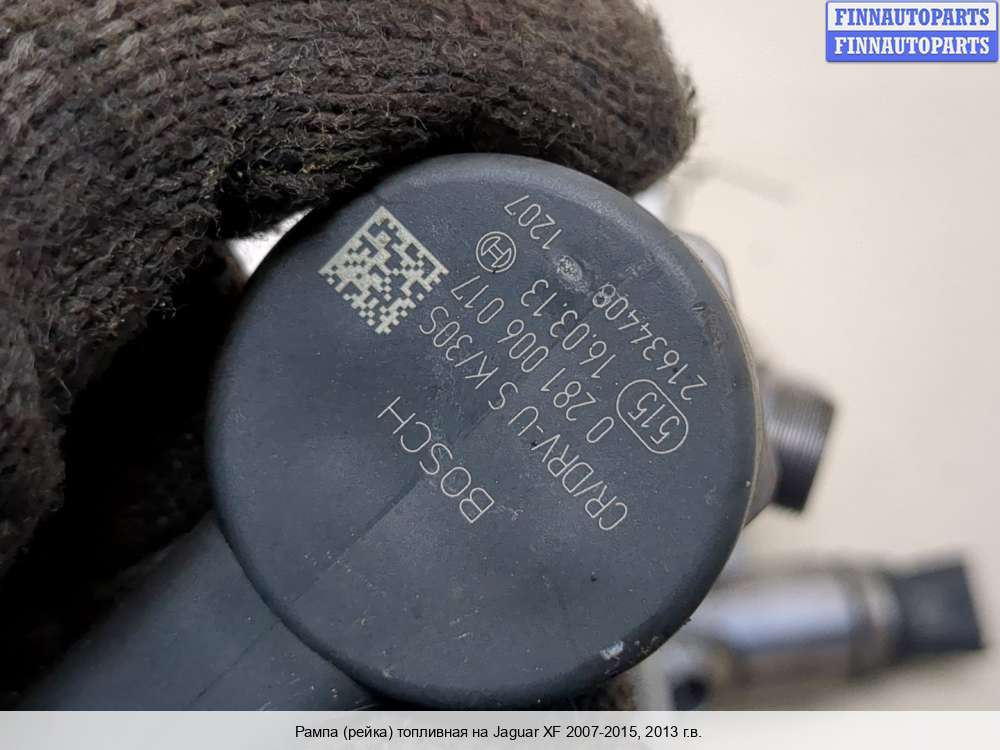 FINNAUTOPARTS
FINNAUTOPARTS
BOSCH
CR/DRV-U S K/30S
0 281 006 017
515 16.03.13
21634408 1207
Рампа (рейка) топливная на Jaguar XF 2007-2015, 2013 г.в.